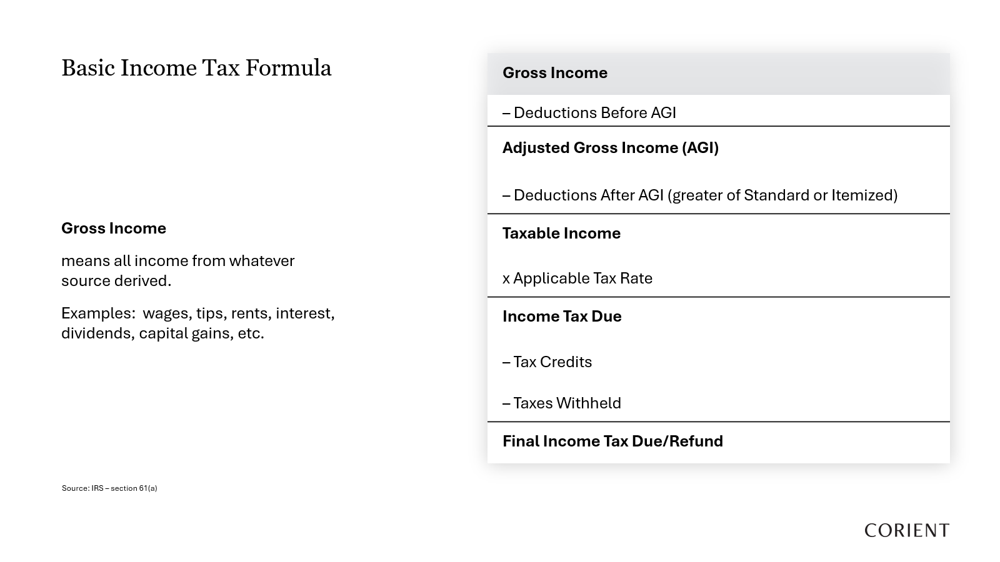 Basic Income Tax Formula
Gross Income
means all income from whatever
source derived.
Examples:  wages, tips, rents, interest,
dividends, capital gains, etc.
Source: IRS – section 61(a)
Gross Income
– Deductions Before AGI
Adjusted Gross Income (AGI)
– Deductions After AGI (greater of Standard or Itemized)
Taxable Income
x Applicable Tax Rate
Income Tax Due
– Tax Credits
– Taxes Withheld
Final Income Tax Due/Refund
CORIENT